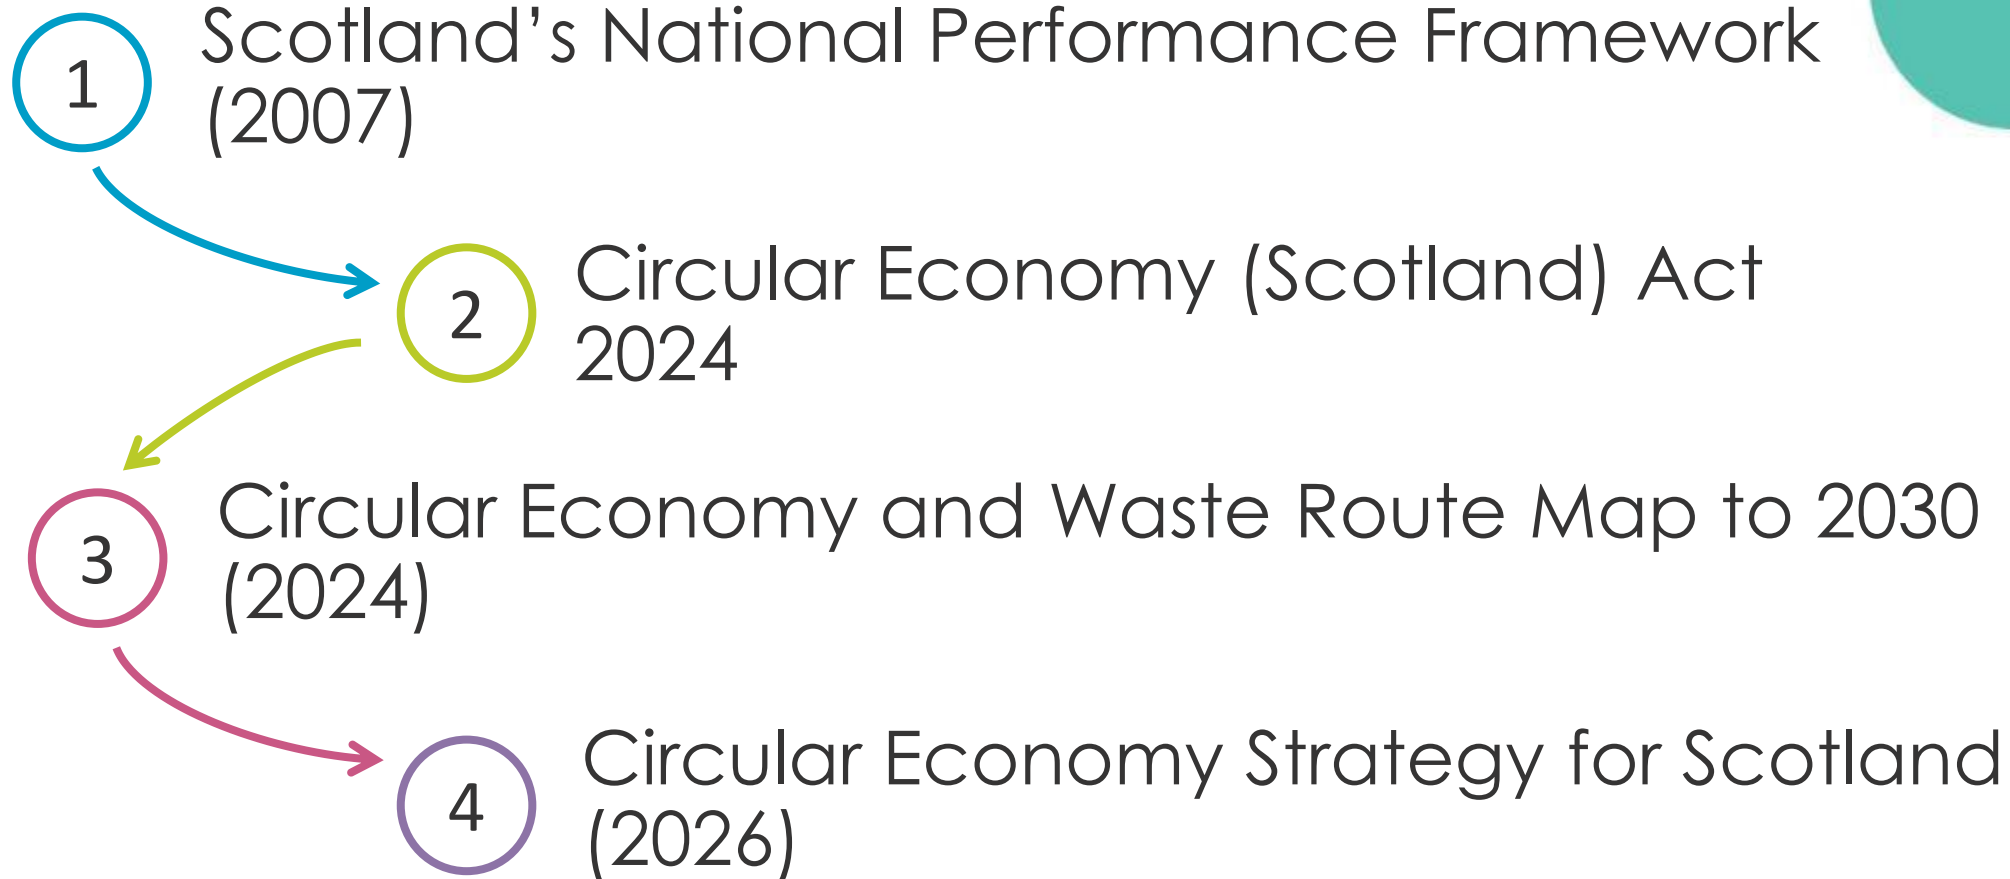 1
Scotland’s National Performance Framework
(2007)
2
Circular Economy (Scotland) Act
2024
3
Circular Economy and Waste Route Map to 2030
(2024)
4
Circular Economy Strategy for Scotland
(2026)